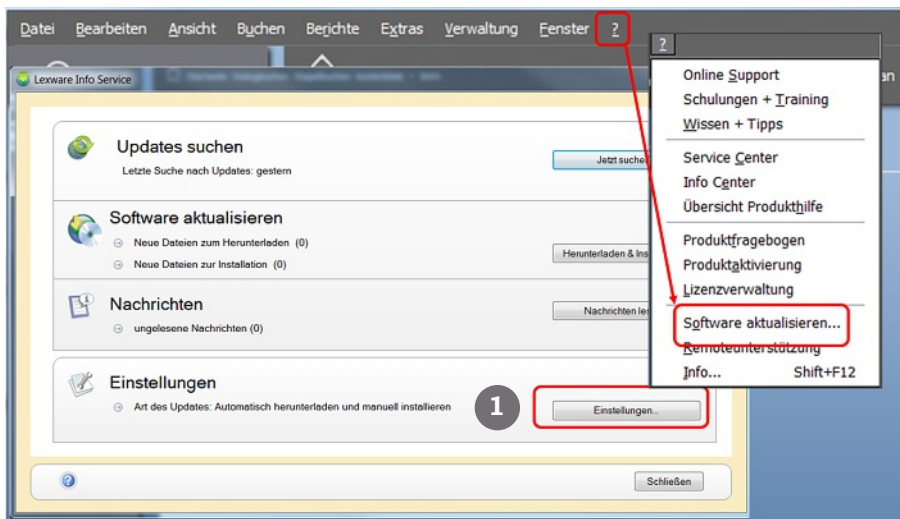 Datei Bearbeiten Ansicht Buchen Berichte Extras Verwaltung Fenster ?
?
Online Support
Schulungen + Training
Wissen + Tipps
Service Center
Info Center
Übersicht Produkthilfe
Produktfragebogen
Produktaktivierung
Lizenzverwaltung
Software aktualisieren...
Remoteunterstützung
Info... Shift+F12
an
Lexware Info Service
Updates suchen
Letzte Suche nach Updates: gestern
Jetzt suche
Software aktualisieren
Neue Dateien zum Herunterladen (0)
Neue Dateien zur Installation (0)
Herunterladen & Ins
Nachrichten
ungelesene Nachrichten (0)
Nachrichten les
Einstellungen
Art des Updates: Automatisch herunterladen und manuell installieren
1
Einstellungen...
Schließen